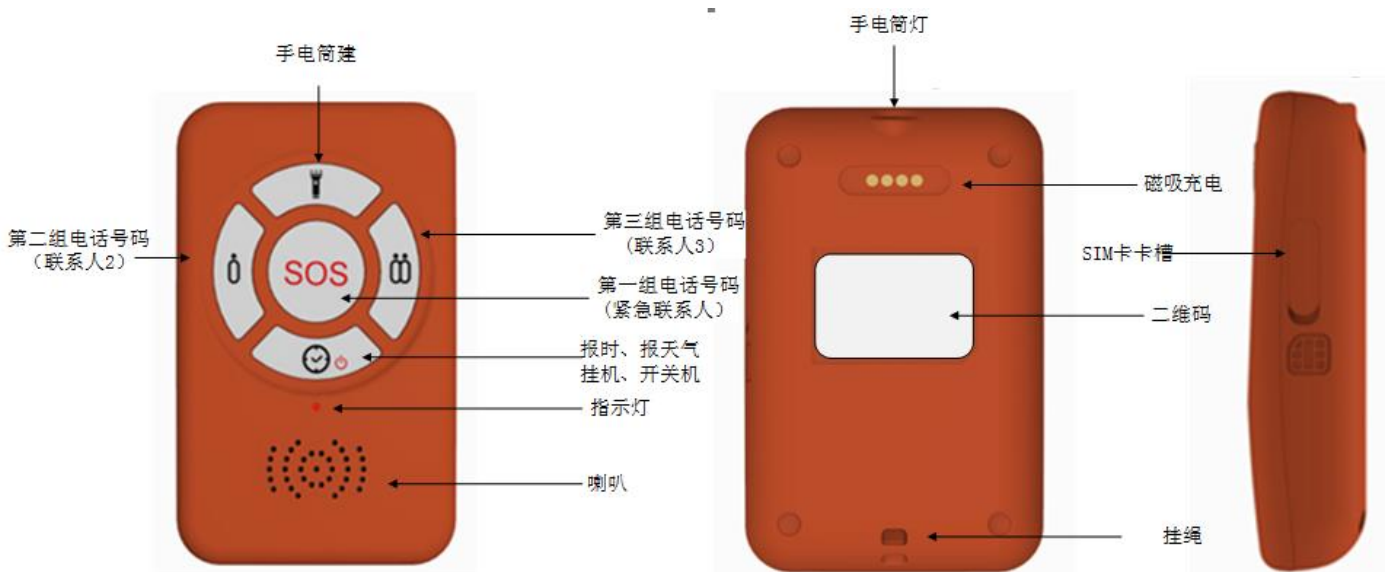 手电筒建
手电筒灯
第二组电话号码
（联系人2）
SOS
第三组电话号码
（联系人3）
第一组电话号码
（紧急联系人）
报时、报天气
挂机、开关机
指示灯
喇叭
磁吸充电
SIM卡卡槽
二维码
挂绳